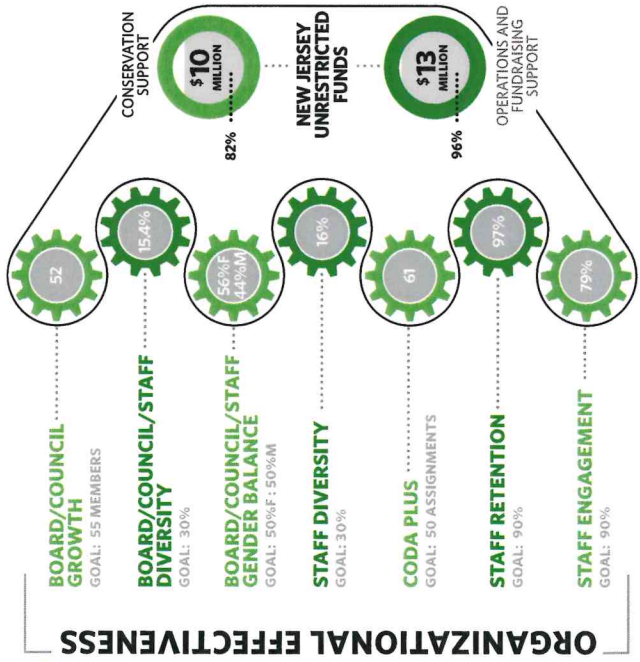 ORGANIZATIONAL EFFECTIVENESS
BOARD/COUNCIL
GROWTH
GOAL: 55 MEMBERS
52
BOARD/COUNCIL/STAFF
DIVERSITY
GOAL: 30%
15.4%
BOARD/COUNCIL/STAFF
GENDER BALANCE
GOAL: 50%F : 50%M
56%F
44%M
STAFF DIVERSITY
GOAL: 30%
16%
CODA PLUS
GOAL: 50 ASSIGNMENTS
61
STAFF RETENTION
GOAL: 90%
97%
STAFF ENGAGEMENT
GOAL: 90%
79%
CONSERVATION
SUPPORT
$10
MILLION
82%
NEW JERSEY
UNRESTRICTED
FUNDS
$13
MILLION
96%
OPERATIONS AND
FUNDRAISING
SUPPORT